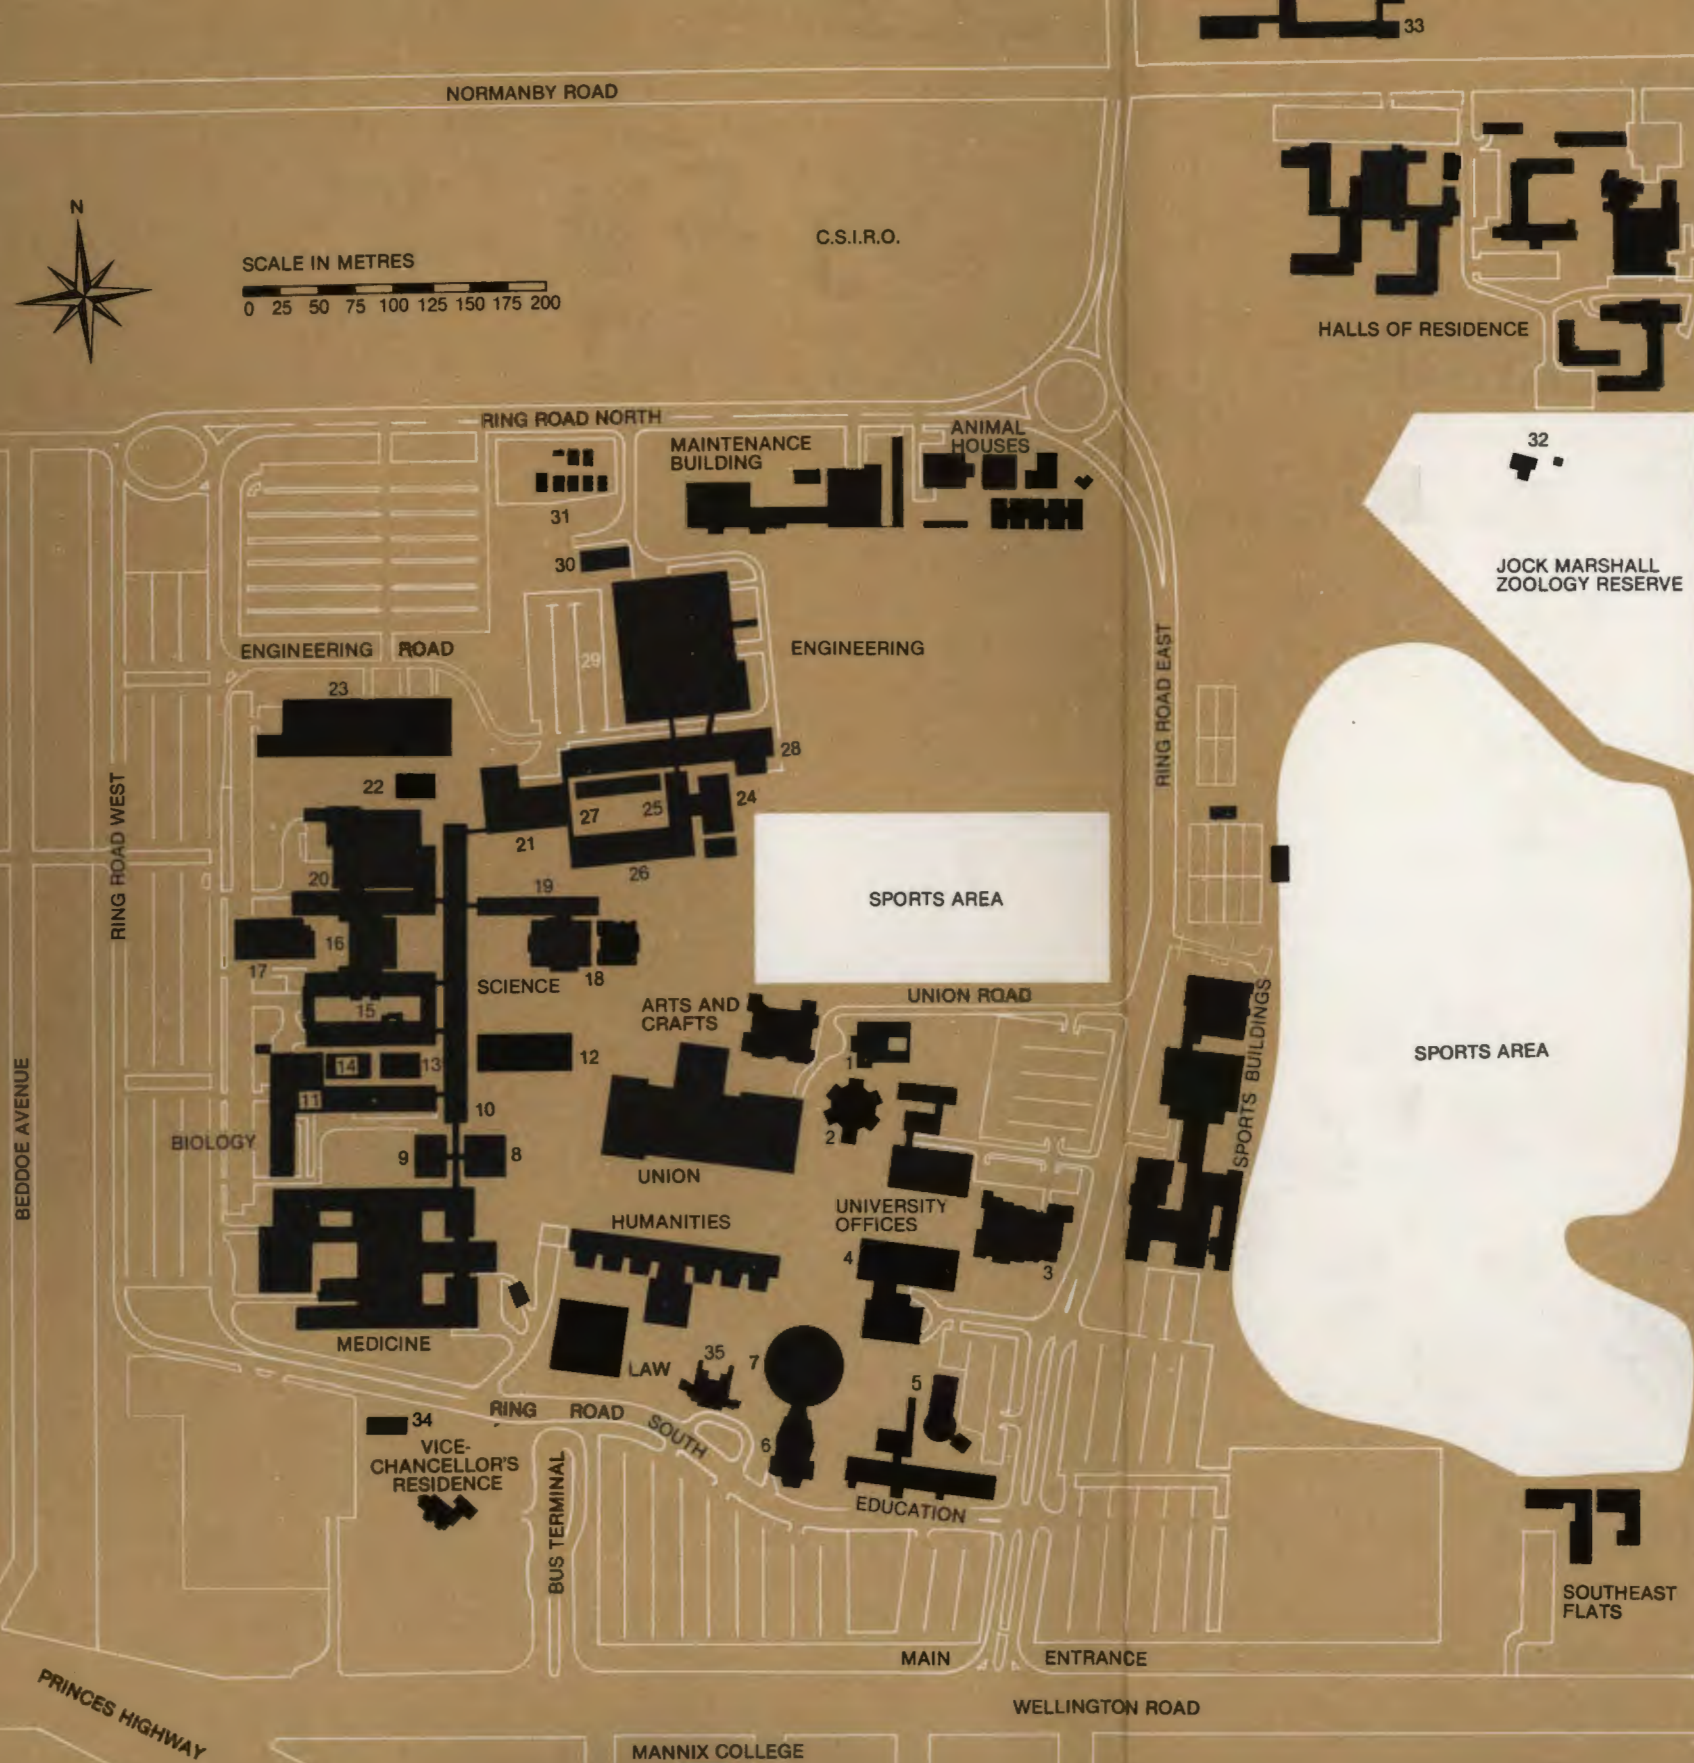 33
NORMANBY ROAD
N
C.S.I.R.O.
SCALE IN METRES
0 25 50 75 100 125 150 175 200
HALLS OF RESIDENCE
RING ROAD NORTH
ANIMAL
HOUSES
MAINTENANCE
BUILDING
32
31
30
JOCK MARSHALL
ZOOLOGY RESERVE
ENGINEERING ROAD
29
ENGINEERING
RING ROAD EAST
23
28
22
24
25
27
21
26
RING ROAD WEST
20
19
SPORTS AREA
16
17
18
SCIENCE
15
ARTS AND
CRAFTS
UNION ROAD
SPORTS BUILDINGS
SPORTS AREA
12
14
13
1
11
10
2
BEDDOE AVENUE
BIOLOGY
9
8
UNION
UNIVERSITY
OFFICES
HUMANITIES
4
3
MEDICINE
LAW
35
7
5
RING ROAD SOUTH
34
6
VICE-
CHANCELLOR'S
RESIDENCE
BUS TERMINAL
EDUCATION
SOUTHEAST
FLATS
MAIN ENTRANCE
PRINCES HIGHWAY
WELLINGTON ROAD
MANNIX COLLEGE